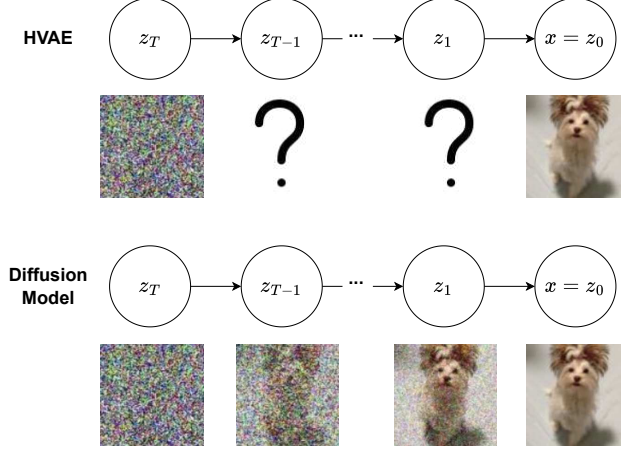 HVAE
z_T
z_{T-1}
...
z_1
x = z_0
?
?
Diffusion
Model
z_T
z_{T-1}
...
z_1
x = z_0